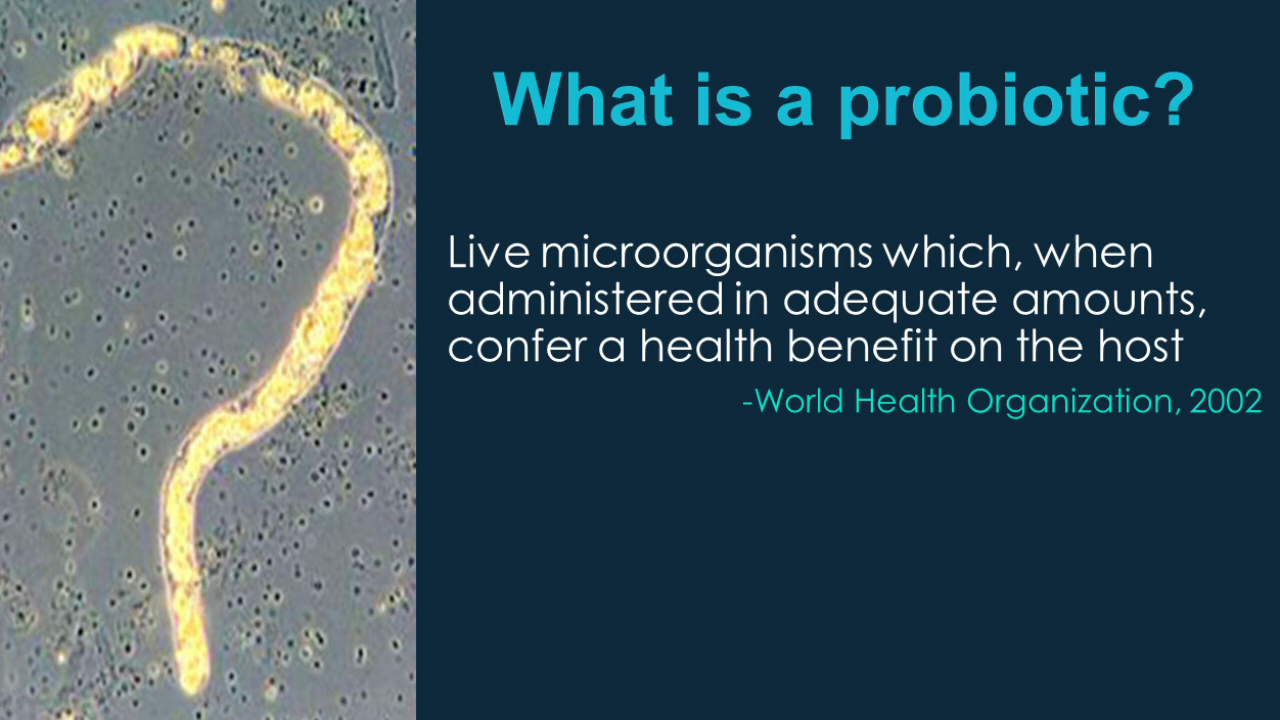 What is a probiotic?
Live microorganisms which, when
administered in adequate amounts,
confer a health benefit on the host
-World Health Organization, 2002